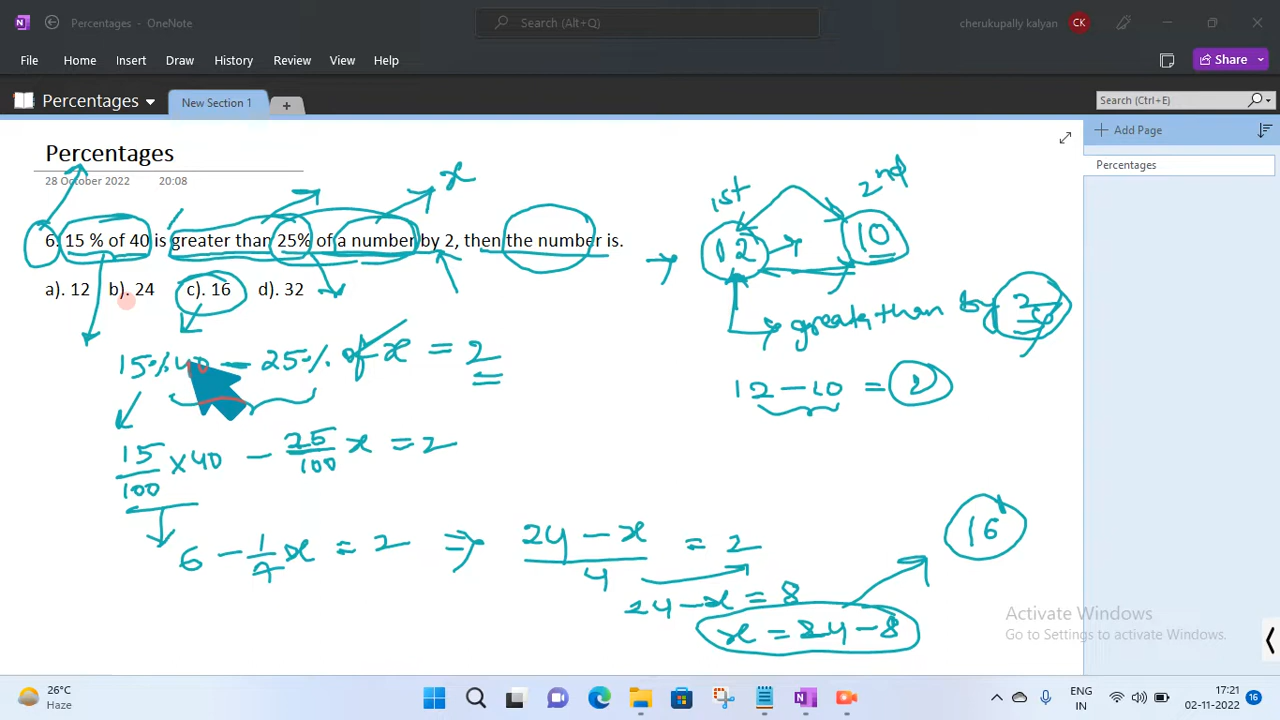 Percentages - OneNote
Search (Alt+Q)
cherukupally kalyan
CK
File Home Insert Draw History Review View Help
Share
Percentages
New Section 1
+
Search (Ctrl+E)
Add Page
Percentages
Percentages
28 October 2022 20:08
x
1st
2nd
6. 15 % of 40 is greater than 25% of a number by 2, then the number is.
12
10
a). 12 b). 24 c). 16 d). 32
greater than by 2
15% 40 - 25% of x = 2
12 - 10 = 2
15/100 × 40 - 25/100 x = 2
6 - 1/4 x = 2 ⇒ 24 - x / 4 = 2
16
24 - x = 8
x = 24 - 8
Activate Windows
Go to Settings to activate Windows.
26°C
Haze
ENG
IN
17:21
02-11-2022
16